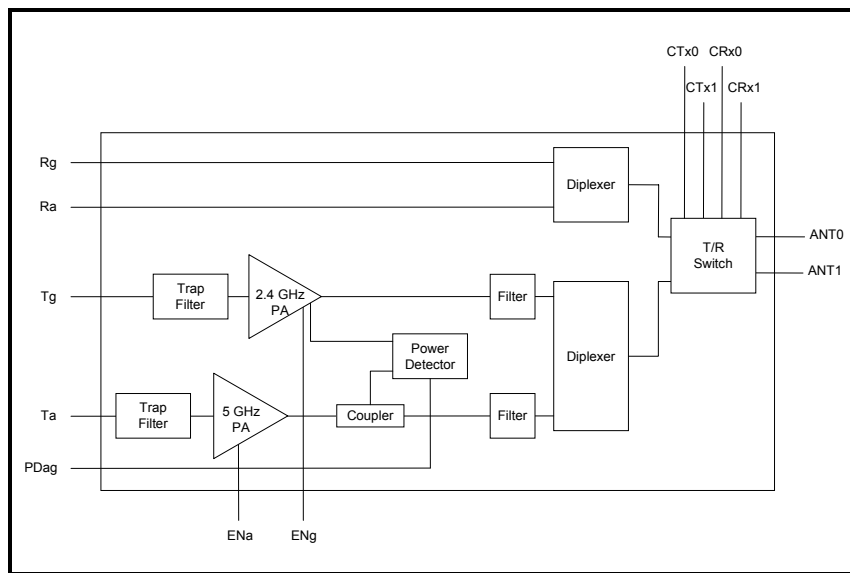 CTx0
CRx0
CTx1
CRx1
Rg
Diplexer
Ra
T/R
Switch
ANT0
ANT1
Tg
Trap
Filter
2.4 GHz
PA
Filter
Power
Detector
Diplexer
Ta
Trap
Filter
5 GHz
PA
Coupler
Filter
PDag
ENa
ENg